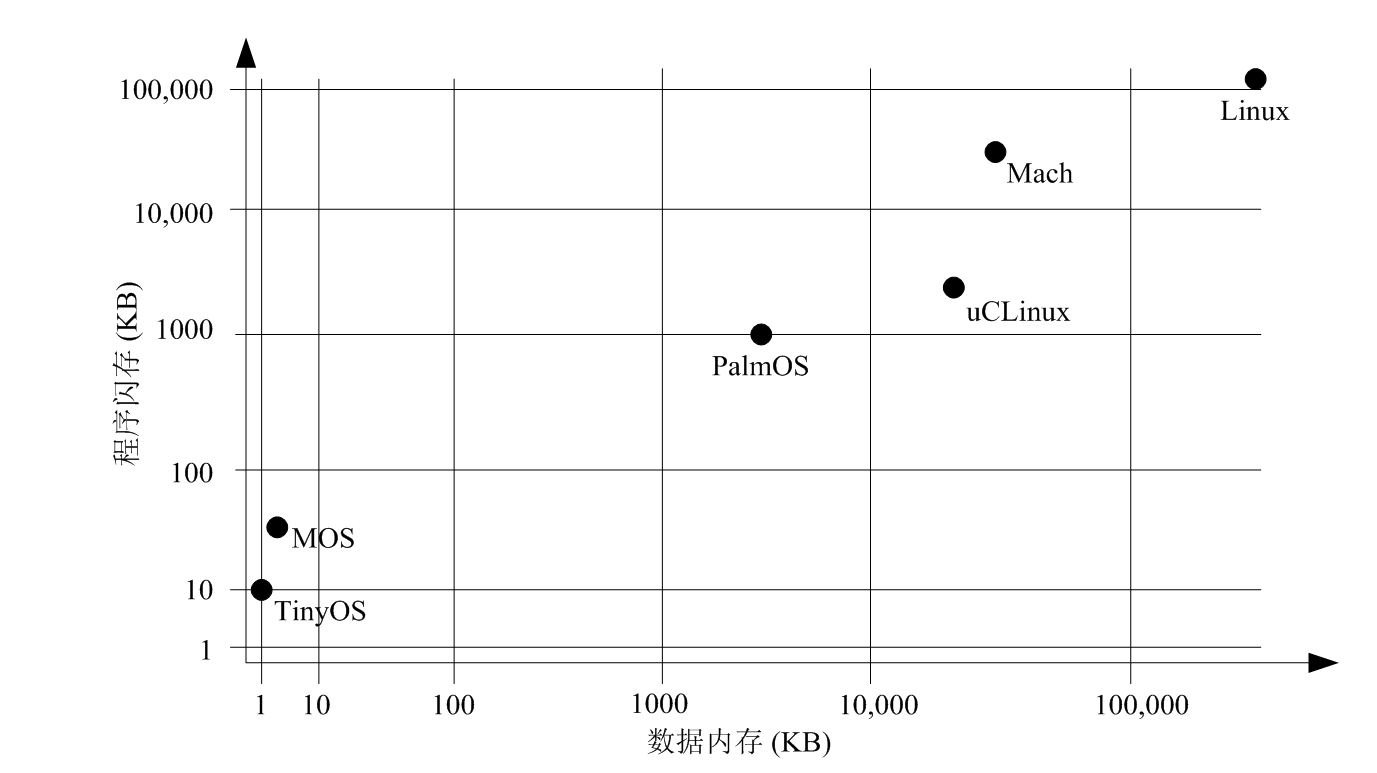 100,000
Linux
Mach
10,000
uCLinux
程序闪存 (KB)
1000
PalmOS
100
MOS
10
TinyOS
1
1 10 100 1000 10,000 100,000
数据内存 (KB)